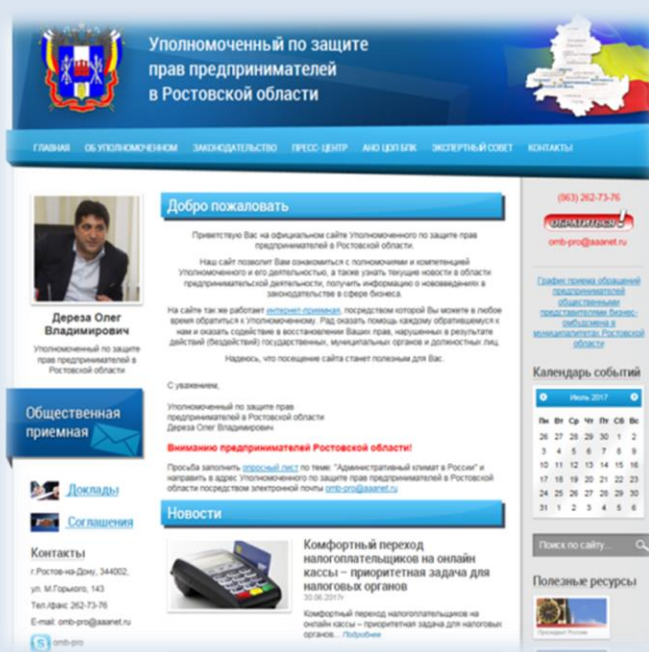 Уполномоченный по защите
прав предпринимателей
в Ростовской области
ГЛАВНАЯ ОБ УПОЛНОМОЧЕННОМ ЗАКОНОДАТЕЛЬСТВО ПРЕСС-ЦЕНТР АНО ЦОП БПК ЭКСПЕРТНЫЙ СОВЕТ КОНТАКТЫ
Дереза Олег
Владимирович
Уполномоченный по защите
прав предпринимателей в
Ростовской области
Общественная
приемная
Доклады
Соглашения
Контакты
г.Ростов-на-Дону, 344002,
ул. М.Горького, 143
Тел./факс 262-73-76
E-mail: omb-pro@aaanet.ru
omb-pro
Добро пожаловать
Приветствую Вас на официальном сайте Уполномоченного по защите прав
предпринимателей в Ростовской области.
Наш сайт позволит Вам ознакомиться с полномочиями и компетенцией
Уполномоченного и его деятельностью, а также узнать текущие новости в области
предпринимательской деятельности, получить информацию о нововведениях в
законодательстве в сфере бизнеса.
На сайте так же работает интернет-приемная, посредством которой Вы можете в любое
время обратиться к Уполномоченному. Рад оказать помощь каждому обратившемуся к
нам и оказать содействие в восстановлении Ваших прав, нарушенных в результате
действий (бездействий) государственных, муниципальных органов и должностных лиц.
Надеюсь, что посещение сайта станет полезным для Вас.
С уважением,
Уполномоченный по защите прав
предпринимателей в Ростовской области
Дереза Олег Владимирович
Вниманию предпринимателей Ростовской области!
Просьба заполнить опросный лист по теме: "Административный климат в России" и
направить в адрес Уполномоченного по защите прав предпринимателей в Ростовской
области посредством электронной почты omb-pro@aaanet.ru
Новости
Комфортный переход
налогоплательщиков на онлайн
кассы – приоритетная задача для
налоговых органов
30.06.2017г
Комфортный переход налогоплательщиков на
онлайн кассы – приоритетная задача для налоговых
органов... Подробнее
(863) 262-73-76
ОБРАТИТЬСЯ!
omb-pro@aaanet.ru
График приема обращений
предпринимателей
общественными
представителями бизнес-
омбудсмена в
муниципалитетах Ростовской
области
Календарь событий
Июль 2017
Пн Вт Ср Чт Пт Сб Вс
26 27 28 29 30 1 2
3 4 5 6 7 8 9
10 11 12 13 14 15 16
17 18 19 20 21 22 23
24 25 26 27 28 29 30
31 1 2 3 4 5 6
Поиск по сайту...
Полезные ресурсы
Президент России